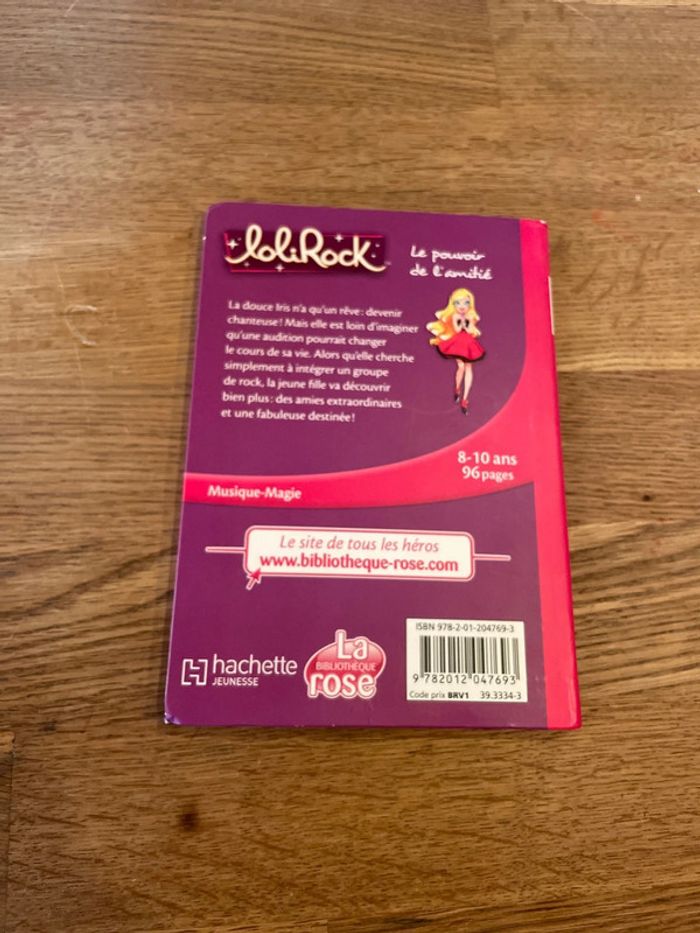 LoliRock™
Le pouvoir
de l'amitié
La douce Iris n'a qu'un rêve : devenir
chanteuse ! Mais elle est loin d'imaginer
qu'une audition pourrait changer
le cours de sa vie. Alors qu'elle cherche
simplement à intégrer un groupe
de rock, la jeune fille va découvrir
bien plus : des amies extraordinaires
et une fabuleuse destinée !
8-10 ans
96 pages
Musique-Magie
Le site de tous les héros
www.bibliotheque-rose.com
hachette
JEUNESSE
La
BIBLIOTHÈQUE
rose
ISBN 978-2-01-204769-3
9 782012 047693
Code prix BRV1 39.3334-3